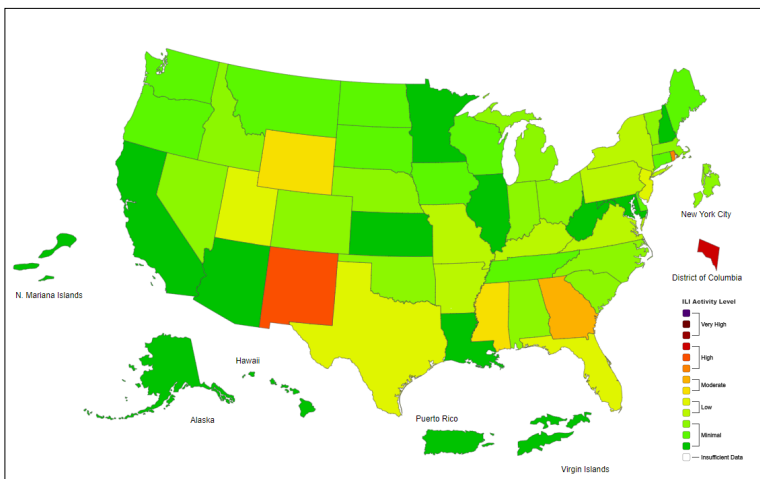 New York City
District of Columbia
N. Mariana Islands
ILI Activity Level
Very High
High
Moderate
Low
Minimal
Insufficient Data
Hawaii
Alaska
Puerto Rico
Virgin Islands